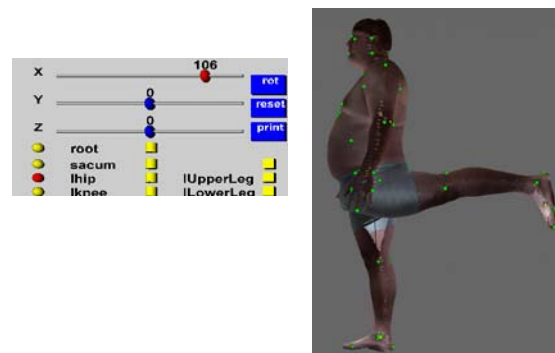 106
X rot
0
Y reset
0
Z print
root
sacum
lhip lUpperLeg
lknee lLowerLeg